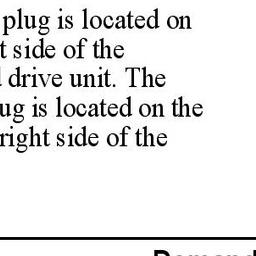 plug is located on
t side of the
drive unit. The
ug is located on the
right side of the